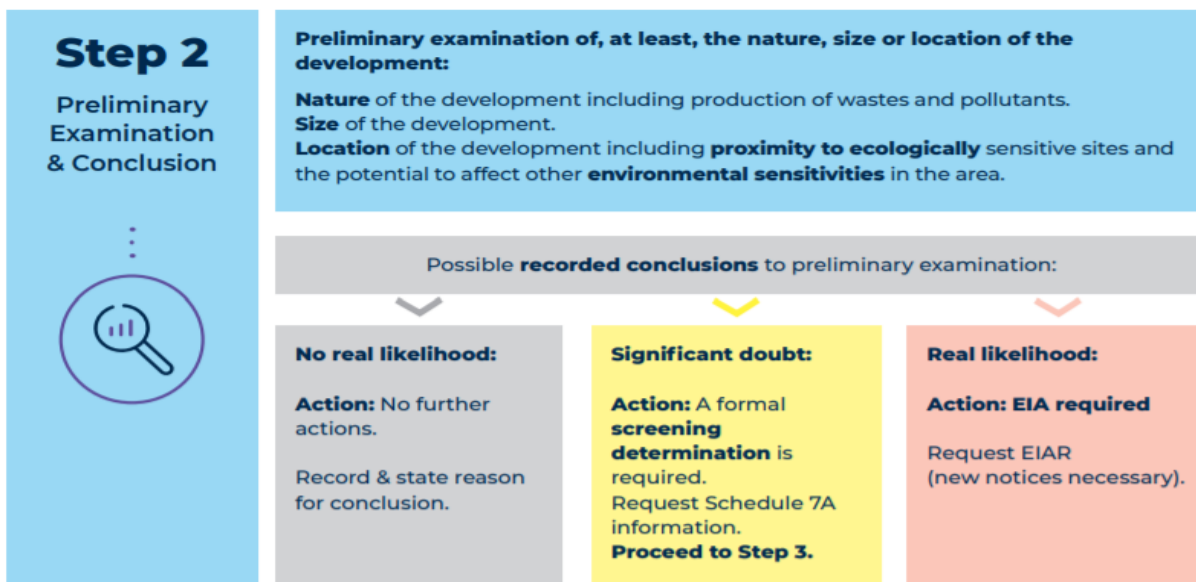 Step 2
Preliminary
Examination
& Conclusion
Preliminary examination of, at least, the nature, size or location of the
development:
Nature of the development including production of wastes and pollutants.
Size of the development.
Location of the development including proximity to ecologically sensitive sites and
the potential to affect other environmental sensitivities in the area.
Possible recorded conclusions to preliminary examination:
No real likelihood:
Action: No further
actions.
Record & state reason
for conclusion.
Significant doubt:
Action: A formal
screening
determination is
required.
Request Schedule 7A
information.
Proceed to Step 3.
Real likelihood:
Action: EIA required
Request EIAR
(new notices necessary).